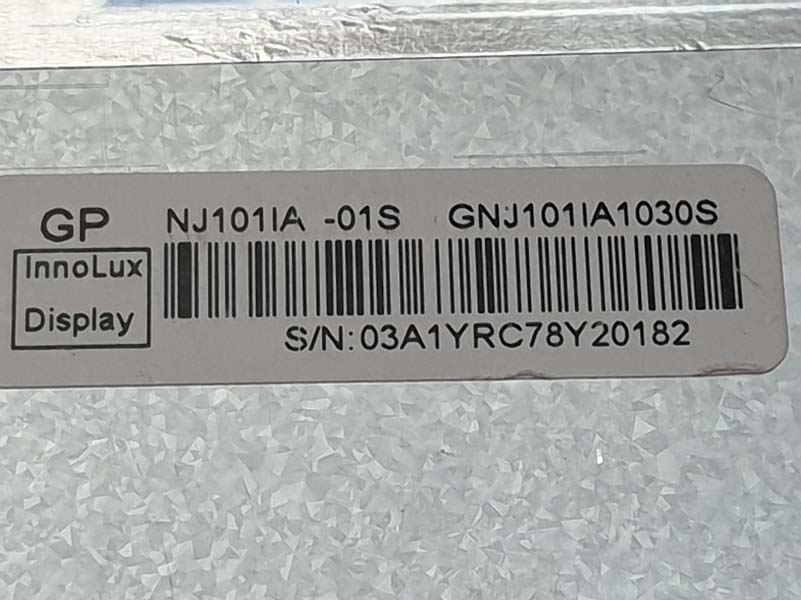 GP NJ101IA -01S GNJ101IA1030S
InnoLux
Display
S/N:03A1YRC78Y20182